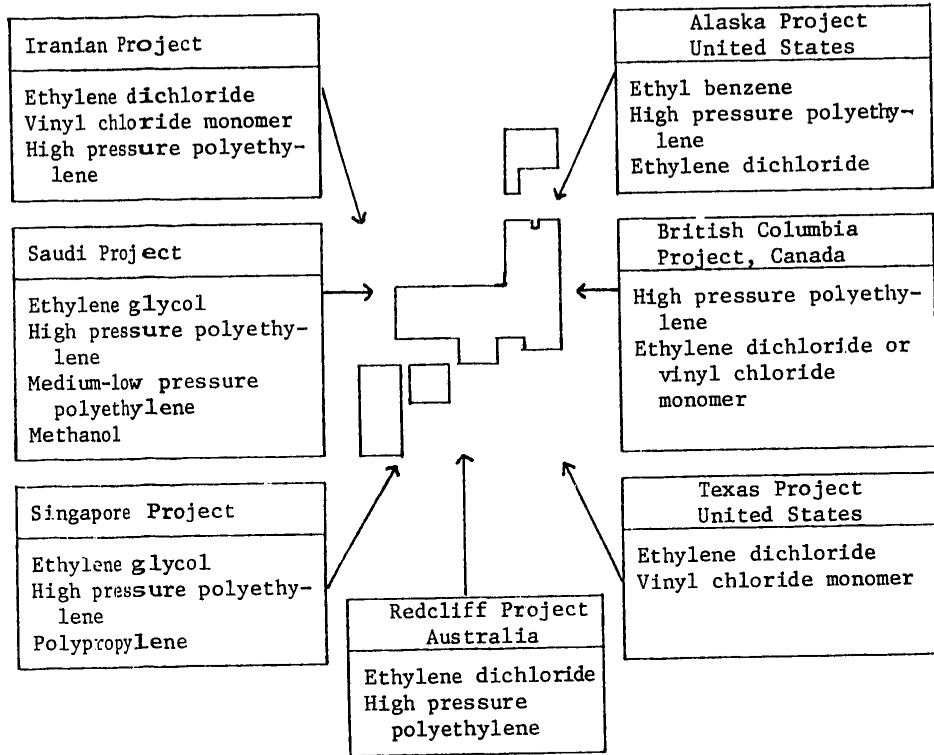 Iranian Project
Ethylene dichloride
Vinyl chloride monomer
High pressure polyethy-
lene
Alaska Project
United States
Ethyl benzene
High pressure polyethy-
lene
Ethylene dichloride
Saudi Project
Ethylene glycol
High pressure polyethy-
lene
Medium-low pressure
polyethylene
Methanol
British Columbia
Project, Canada
High pressure polyethy-
lene
Ethylene dichloride or
vinyl chloride
monomer
Singapore Project
Ethylene glycol
High pressure polyethy-
lene
Polypropylene
Redcliff Project
Australia
Ethylene dichloride
High pressure
polyethylene
Texas Project
United States
Ethylene dichloride
Vinyl chloride monomer